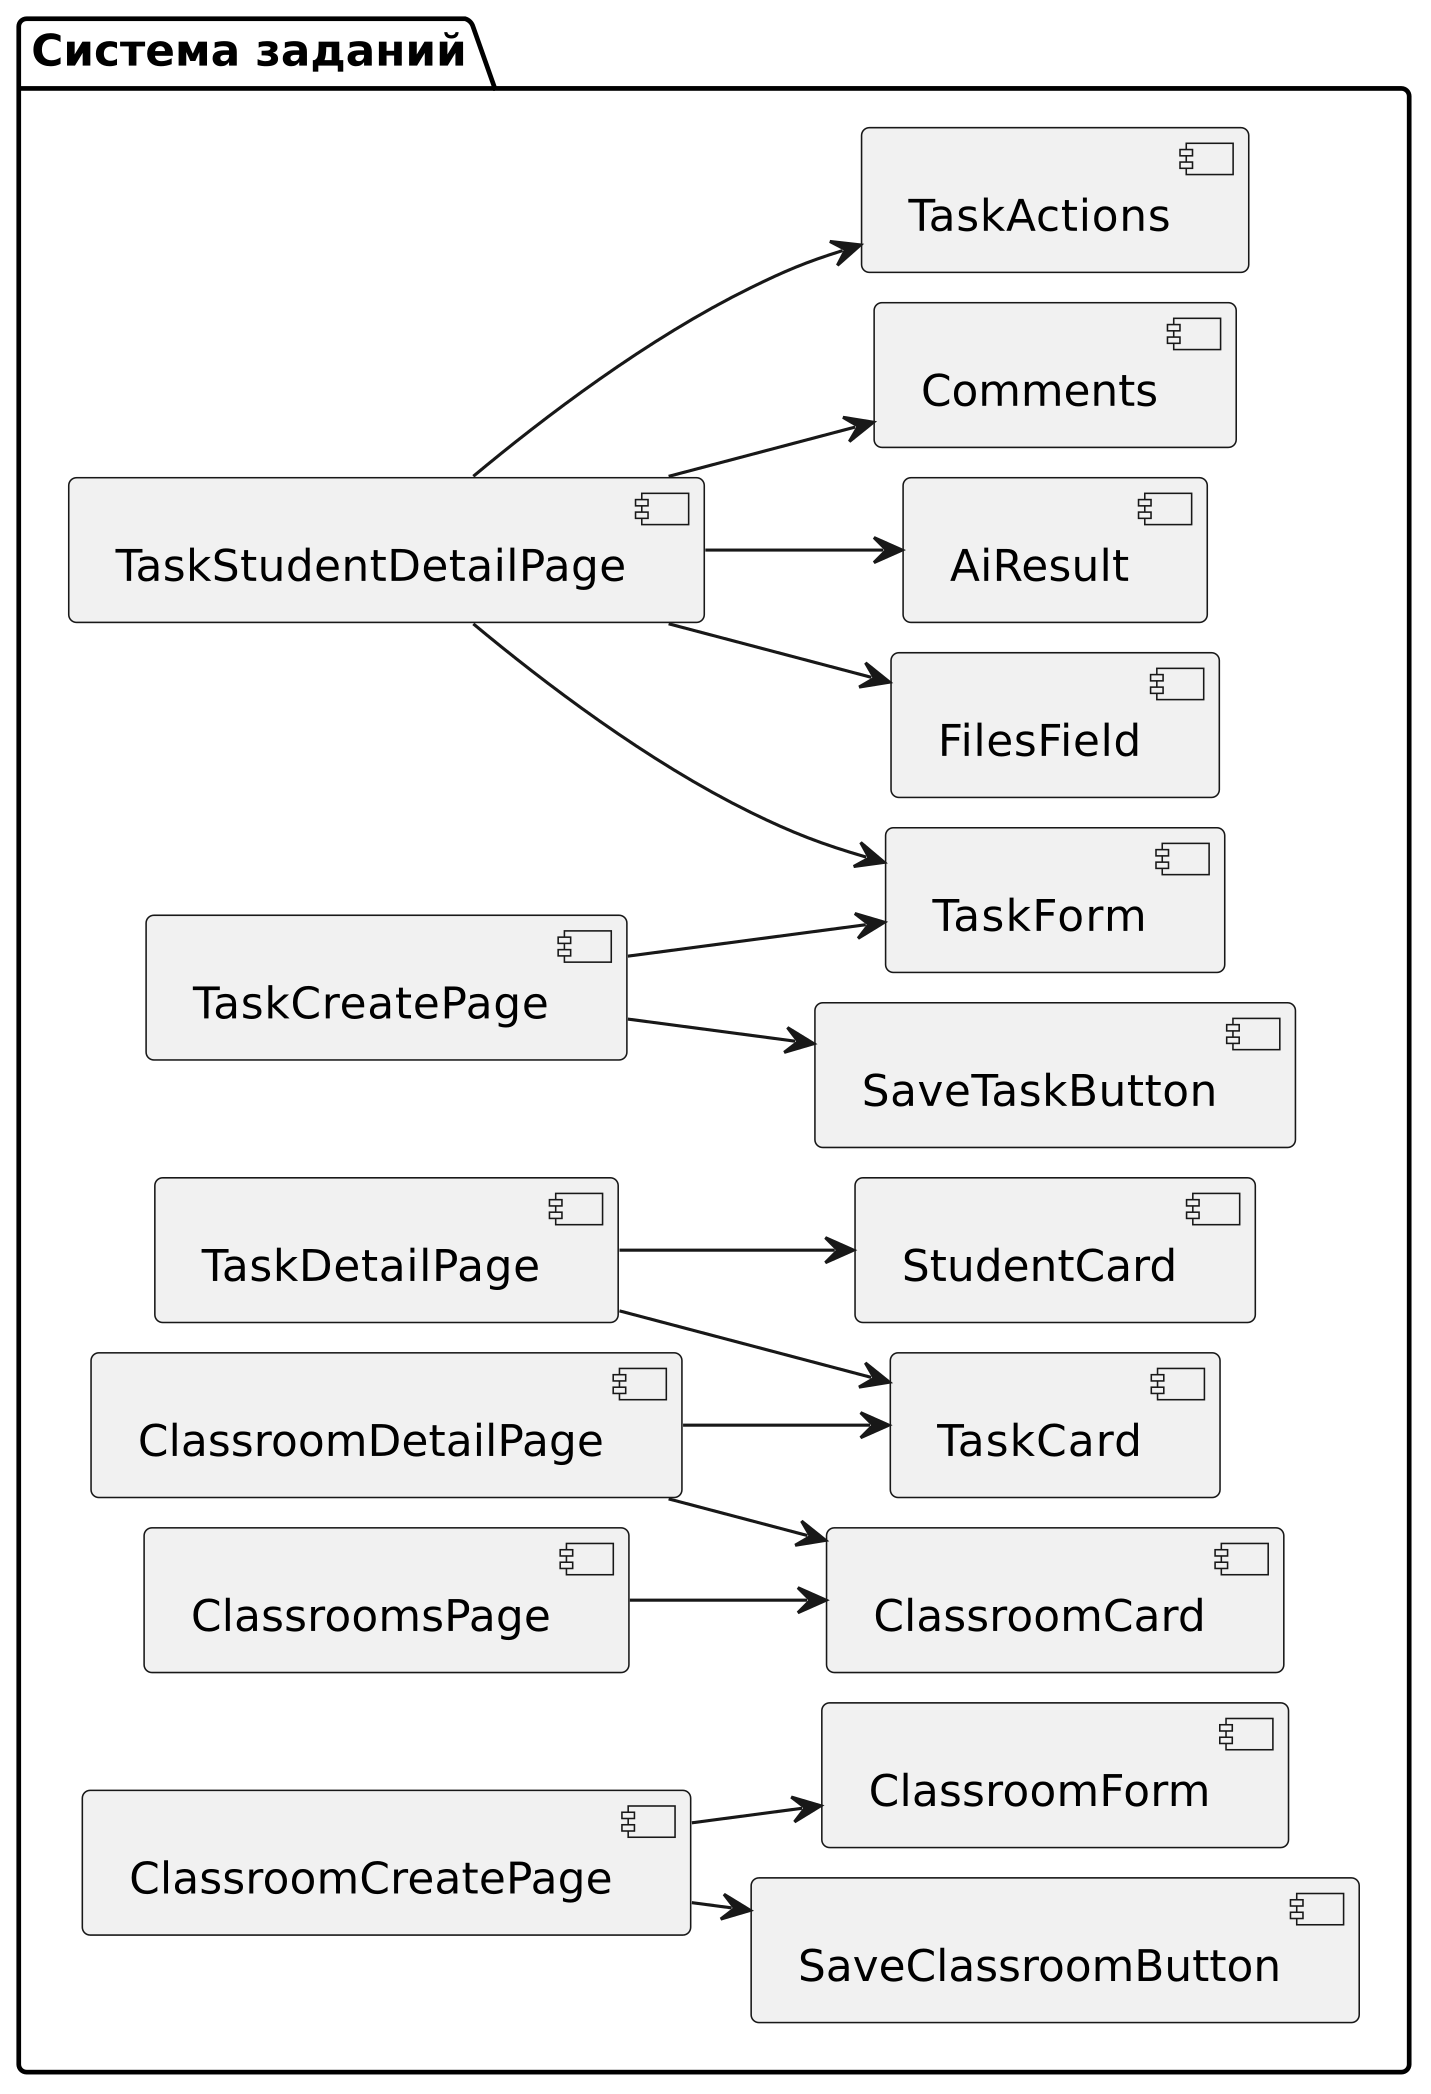 Система заданий
TaskActions
Comments
TaskStudentDetailPage
AiResult
FilesField
TaskForm
TaskCreatePage
SaveTaskButton
TaskDetailPage
StudentCard
ClassroomDetailPage
TaskCard
ClassroomsPage
ClassroomCard
ClassroomForm
ClassroomCreatePage
SaveClassroomButton